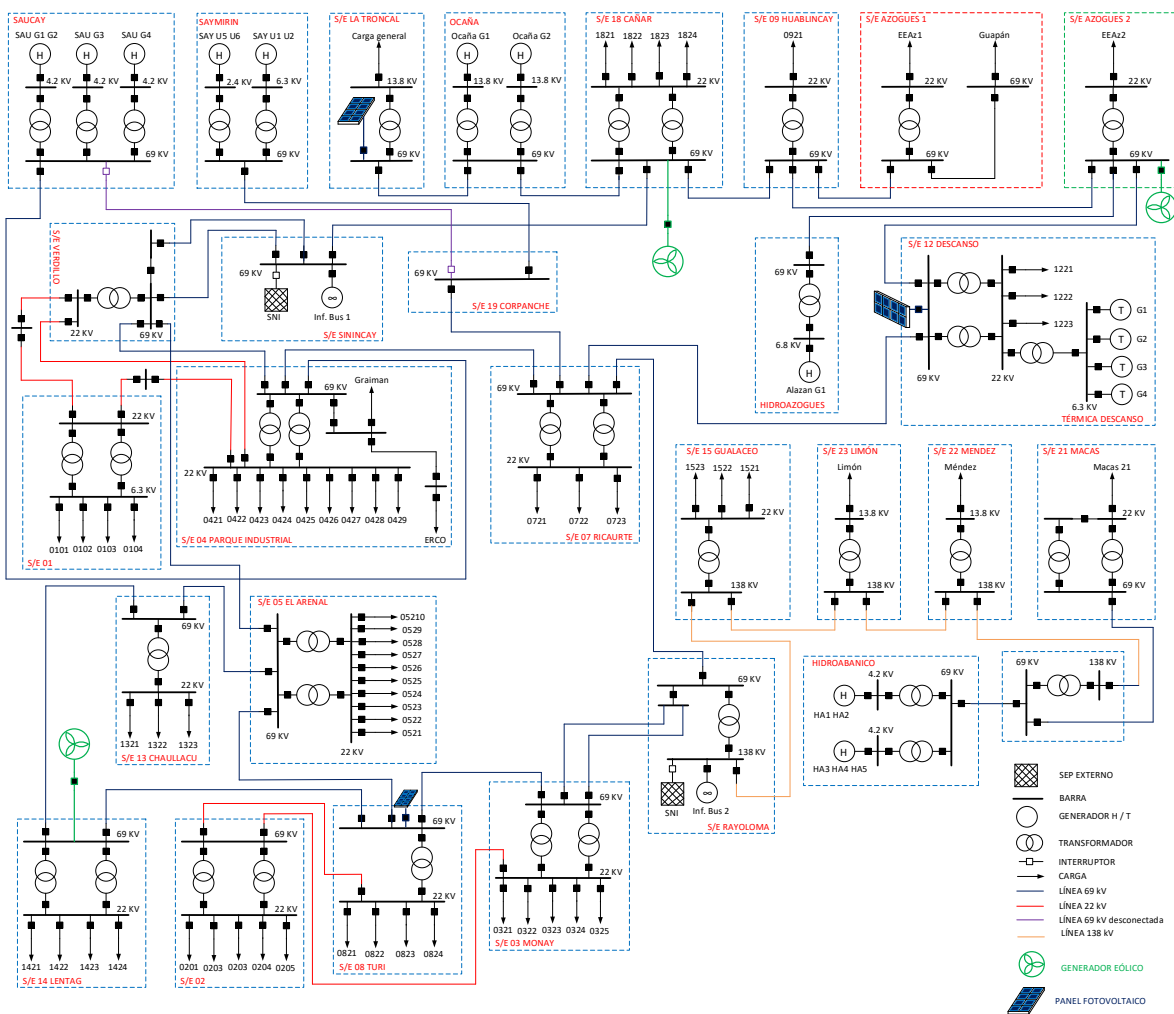 SAUCAY
SAU G1 G2
SAU G3
SAU G4
H
H
H
4.2 KV
4.2 KV
4.2 KV
69 KV
SAYMIRIN
SAY U5 U6
SAY U1 U2
H
H
2.4 KV
6.3 KV
69 KV
S/E LA TRONCAL
Carga general
13.8 KV
69 KV
OCAÑA
Ocaña G1
Ocaña G2
H
H
13.8 KV
13.8 KV
69 KV
S/E 18 CAÑAR
1821
1822
1823
1824
22 KV
69 KV
S/E 09 HUABLINCAY
0921
22 KV
69 KV
S/E AZOGUES 1
EEAz1
Guapán
22 KV
69 KV
69 KV
S/E AZOGUES 2
EEAz2
22 KV
69 KV
S/E VERDILLO
22 KV
69 KV
69 KV
SNI
∞
Inf. Bus 1
S/E SININCAY
69 KV
S/E 19 CORPANCHE
69 KV
6.8 KV
H
Alazan G1
HIDROAZOGUES
S/E 12 DESCANSO
1221
1222
1223
T
G1
T
G2
T
G3
T
G4
69 KV
22 KV
6.3 KV
TÉRMICA DESCANSO
22 KV
6.3 KV
0101
0102
0103
0104
S/E 01
69 KV
Graiman
22 KV
0421
0422
0423
0424
0425
0426
0427
0428
0429
ERCO
S/E 04 PARQUE INDUSTRIAL
69 KV
22 KV
0721
0722
0723
S/E 07 RICAURTE
S/E 15 GUALACEO
1523
1522
1521
22 KV
138 KV
S/E 23 LIMÓN
Limón
13.8 KV
138 KV
S/E 22 MENDEZ
Méndez
13.8 KV
138 KV
S/E 21 MACAS
Macas 21
22 KV
69 KV
69 KV
22 KV
1321
1322
1323
S/E 13 CHAULLACU
S/E 05 EL ARENAL
05210
0529
0528
0527
0526
0525
0524
0523
0522
0521
69 KV
22 KV
69 KV
138 KV
SNI
∞
Inf. Bus 2
S/E RAYOLOMA
HIDROABANICO
4.2 KV
69 KV
H
HA1 HA2
4.2 KV
H
HA3 HA4 HA5
69 KV
138 KV
69 KV
22 KV
1421
1422
1423
1424
S/E 14 LENTAG
69 KV
22 KV
0201
0203
0203
0204
0205
S/E 02
69 KV
22 KV
0821
0822
0823
0824
S/E 08 TURI
69 KV
22 KV
0321
0322
0323
0324
0325
S/E 03 MONAY
SEP EXTERNO
BARRA
GENERADOR H / T
TRANSFORMADOR
INTERRUPTOR
CARGA
LÍNEA 69 kV
LÍNEA 22 kV
LÍNEA 69 kV desconectada
LÍNEA 138 kV
GENERADOR EÓLICO
PANEL FOTOVOLTAICO